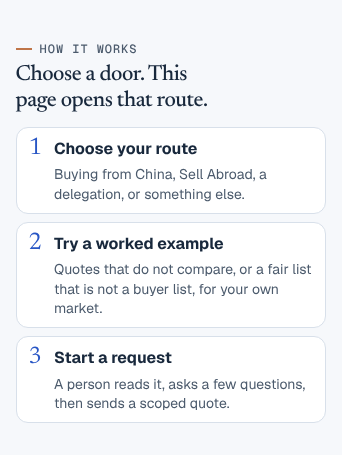 HOW IT WORKS
Choose a door. This
page opens that route.
1 Choose your route
Buying from China, Sell Abroad, a
delegation, or something else.
2 Try a worked example
Quotes that do not compare, or a fair list
that is not a buyer list, for your own
market.
3 Start a request
A person reads it, asks a few questions,
then sends a scoped quote.